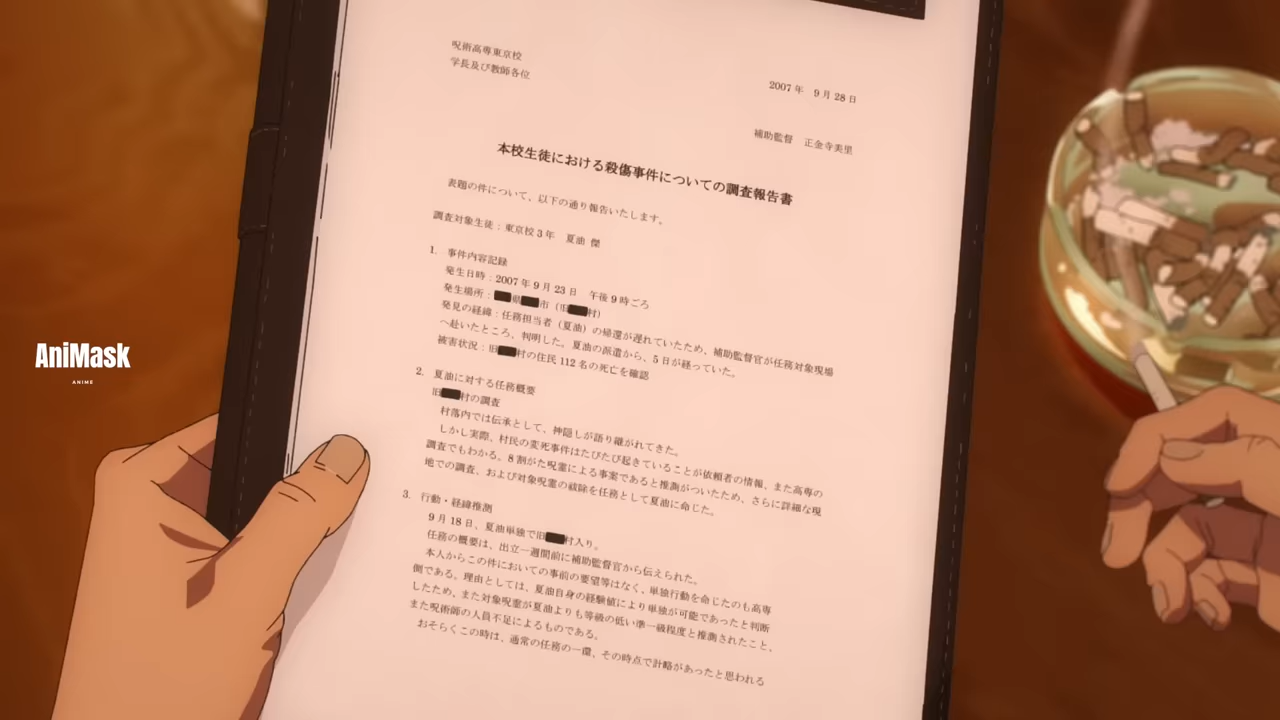 呪術高専東京校
学長及び教師各位
2007年　9月28日
補助監督　正金寺美里
本校生徒における殺傷事件についての調査報告書
表題の件について、以下の通り報告いたします。
調査対象生徒：東京校3年　夏油 傑
1.　事件内容記録
発生日時：2007年9月23日　午後9時ごろ
発生場所：県市（旧村）
発見の経緯：任務担当者（夏油）の帰還が遅れていたため、補助監督官が任務対象現場
へ赴いたところ、判明した。夏油の派遣から、5日が経っていた。
被害状況：旧村の住民112名の死亡を確認
2.　夏油に対する任務概要
旧村の調査
村落内では伝承として、神隠しが語り継がれてきた。
しかし実際、村民の変死事件はたびたび起きていることが依頼者の情報、また高専の
調査でもわかる。8割がた呪霊による事案であると推測がついたため、さらに詳細な現
地での調査、および対象呪霊の祓除を任務として夏油に命じた。
3.　行動・経緯推測
9月18日、夏油単独で旧村入り。
任務の概要は、出立一週間前に補助監督官から伝えられた。
本人からこの件においての事前の要望等はなく、単独行動を命じたのも高専
側である。理由としては、夏油自身の経験値により単独が可能であったと判断
したため、また対象呪霊が夏油よりも等級の低い準一級程度と推測されたこと、
また呪術師の人員不足によるものである。
おそらくこの時は、通常の任務の一環、その時点で計略があったと思われる
AniMask
ANIME